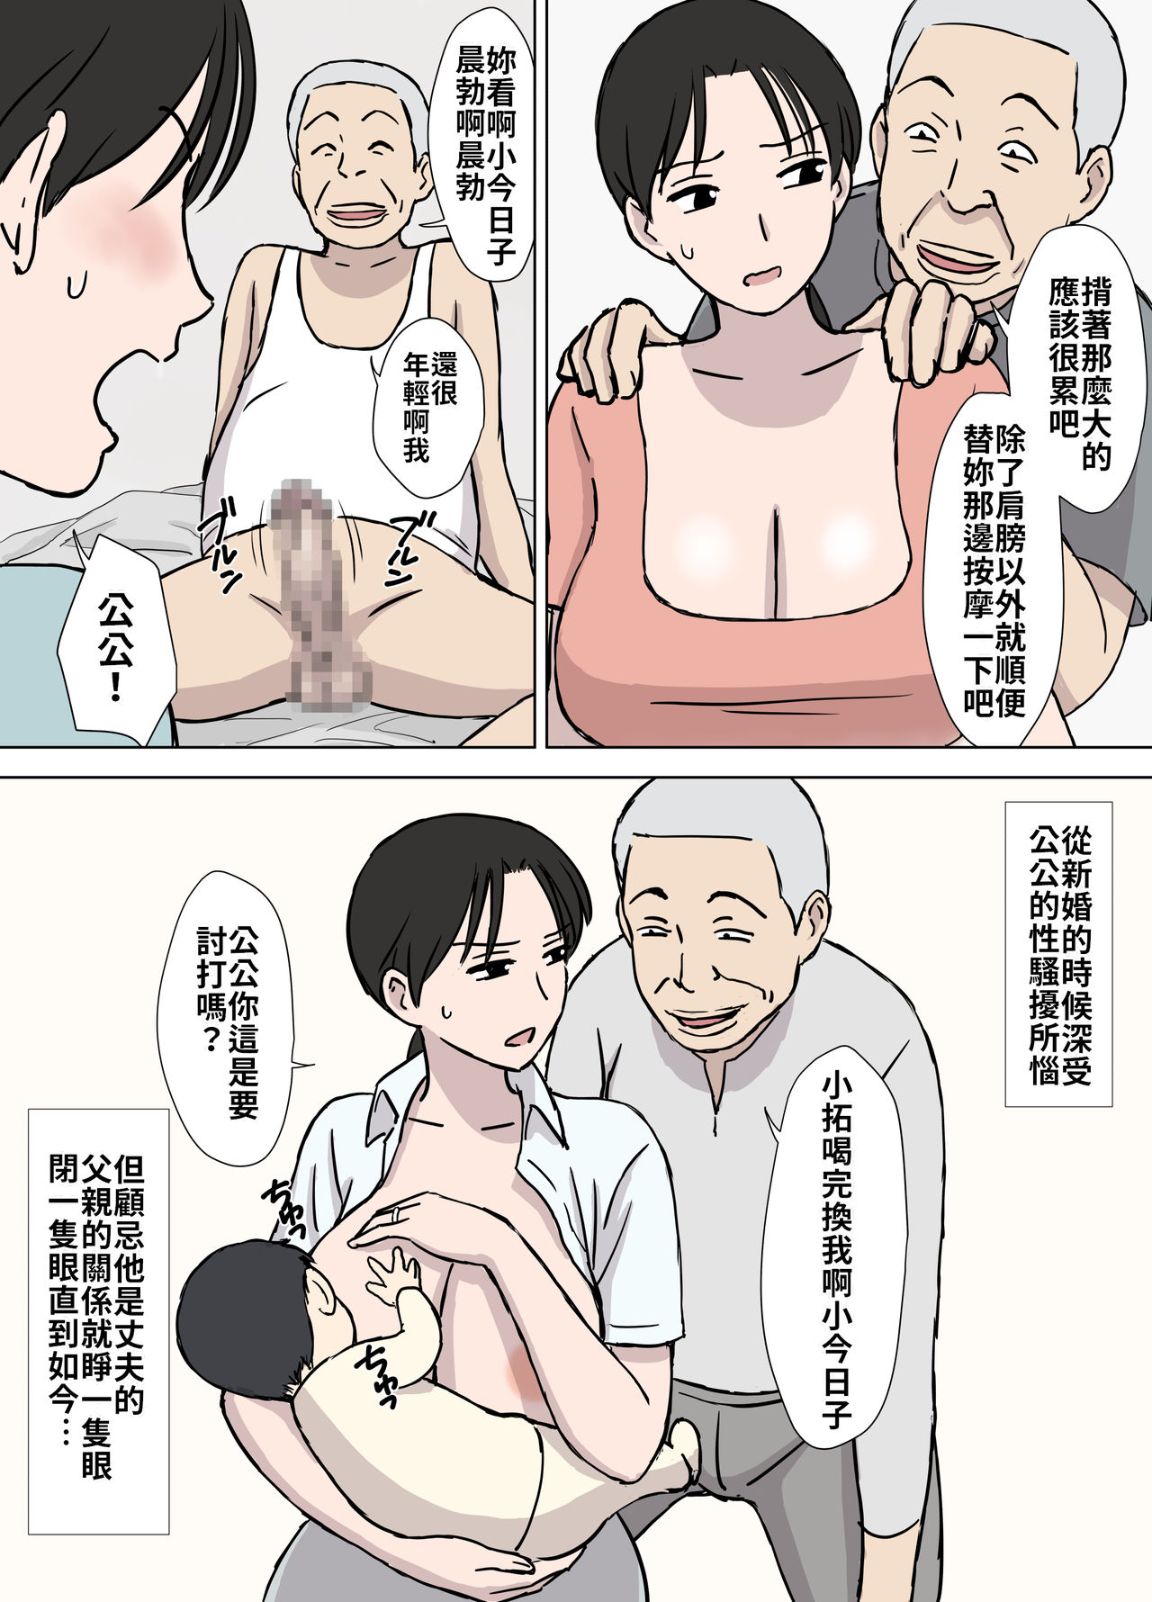 揹著那麼大的
應該很累吧
除了肩膀以外就順便
替妳那邊按摩一下吧
妳看啊小今日子
晨勃啊晨勃
還很
年輕啊我
ブルン
ブルン
公公！
從新婚的時候深受
公公的性騷擾所惱
小拓喝完換我啊小今日子
公公你這是要
討打嗎？
ちゅっ
ちゅっ
但顧忌他是丈夫的
父親的關係就睜一隻眼
閉一隻眼直到如今…